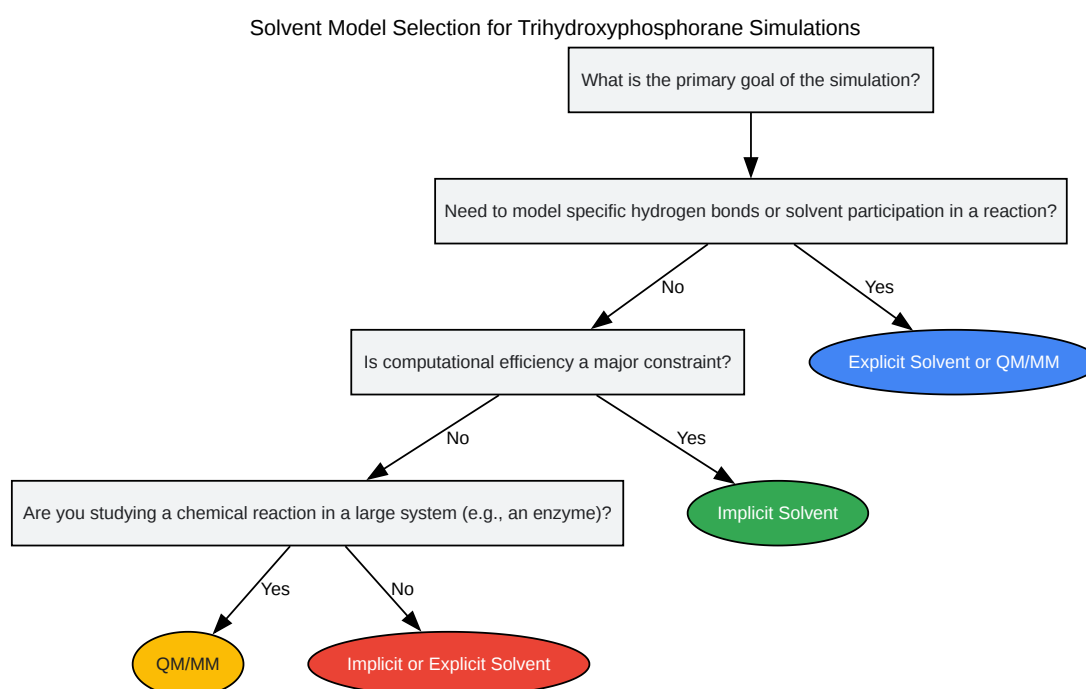 Solvent Model Selection for Trihydroxyphosphorane Simulations
What is the primary goal of the simulation?
Need to model specific hydrogen bonds or solvent participation in a reaction?
No
Yes
Is computational efficiency a major constraint?
Explicit Solvent or QM/MM
No
Yes
Are you studying a chemical reaction in a large system (e.g., an enzyme)?
Implicit Solvent
Yes
No
QM/MM
Implicit or Explicit Solvent